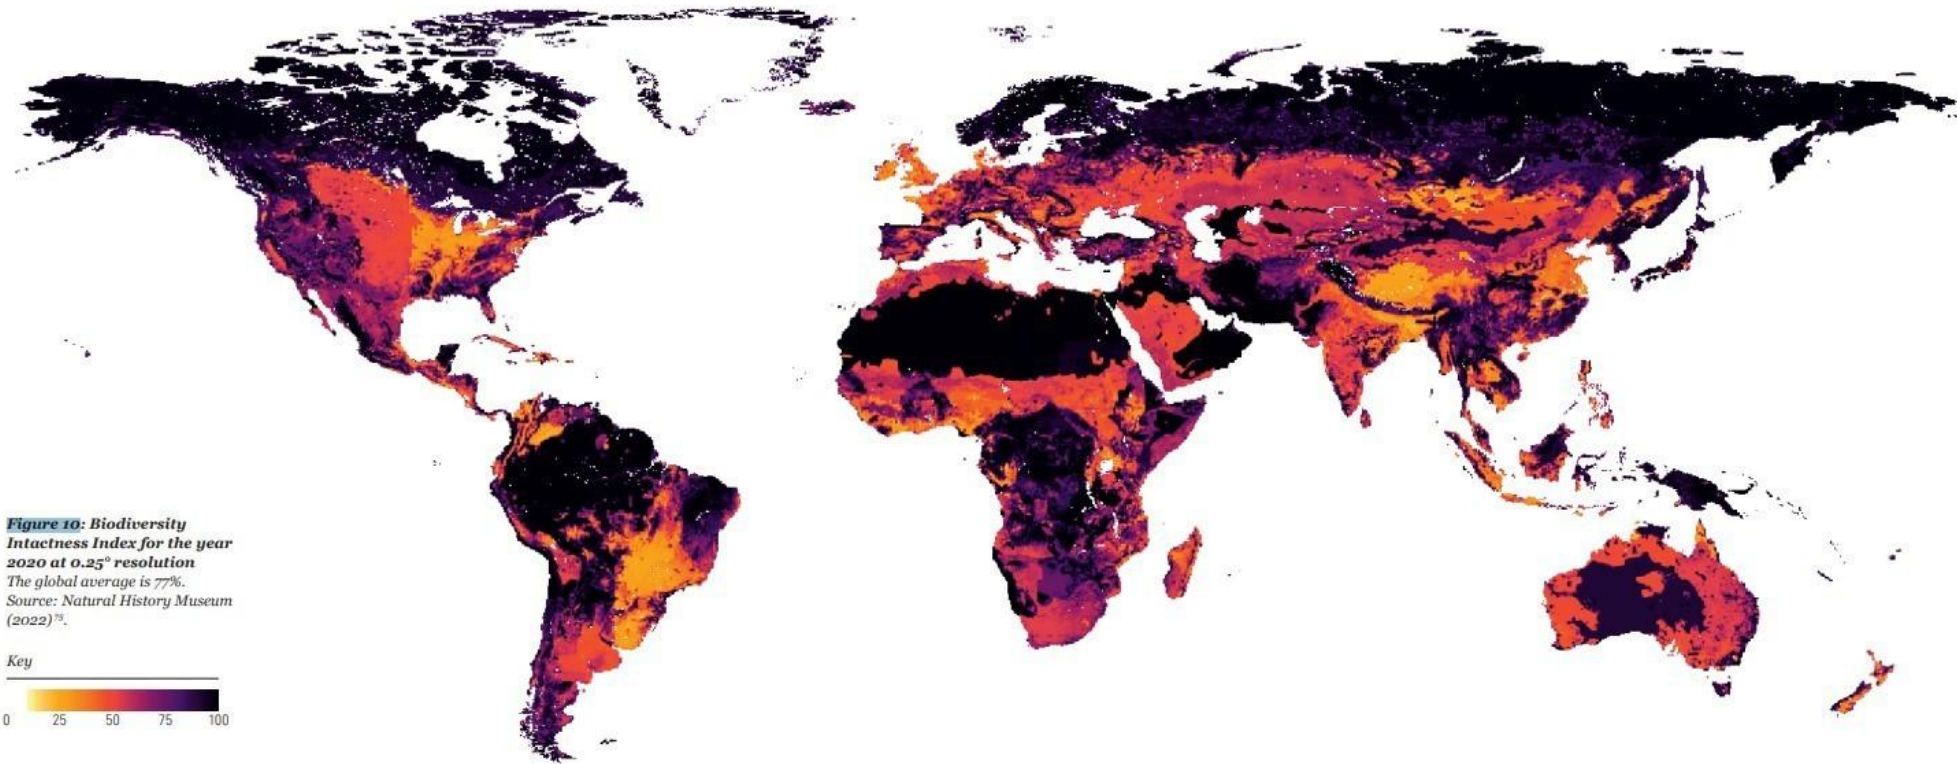 Figure 10: Biodiversity
Intactness Index for the year
2020 at 0.25° resolution
The global average is 77%.
Source: Natural History Museum
(2022)⁷⁵.
Key
0 25 50 75 100